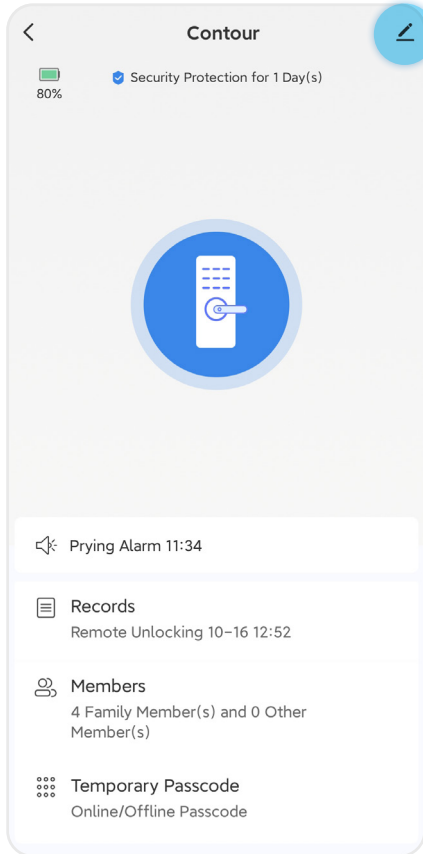 Contour
80%
Security Protection for 1 Day(s)
Prying Alarm 11:34
Records
Remote Unlocking 10-16 12:52
Members
4 Family Member(s) and 0 Other
Member(s)
Temporary Passcode
Online/Offline Passcode